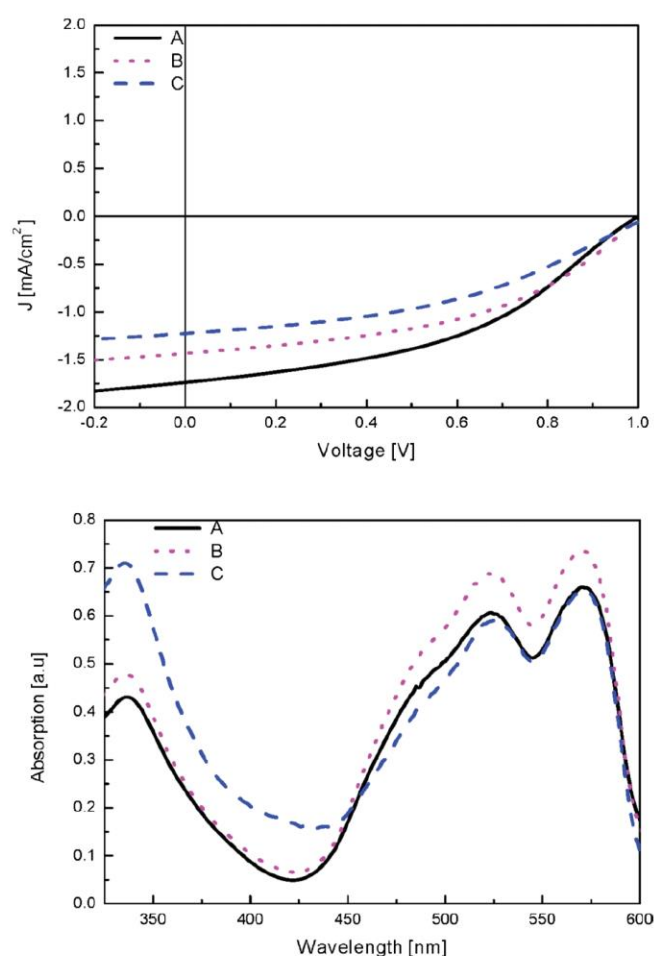 2.0
A
B
C
1.5
1.0
0.5
0.0
-0.5
-1.0
-1.5
-2.0
J [mA/cm²]
-0.2 0.0 0.2 0.4 0.6 0.8 1.0
Voltage [V]
0.8
A
B
C
0.7
0.6
0.5
0.4
0.3
0.2
0.1
0.0
Absorption [a.u]
350 400 450 500 550 600
Wavelength [nm]